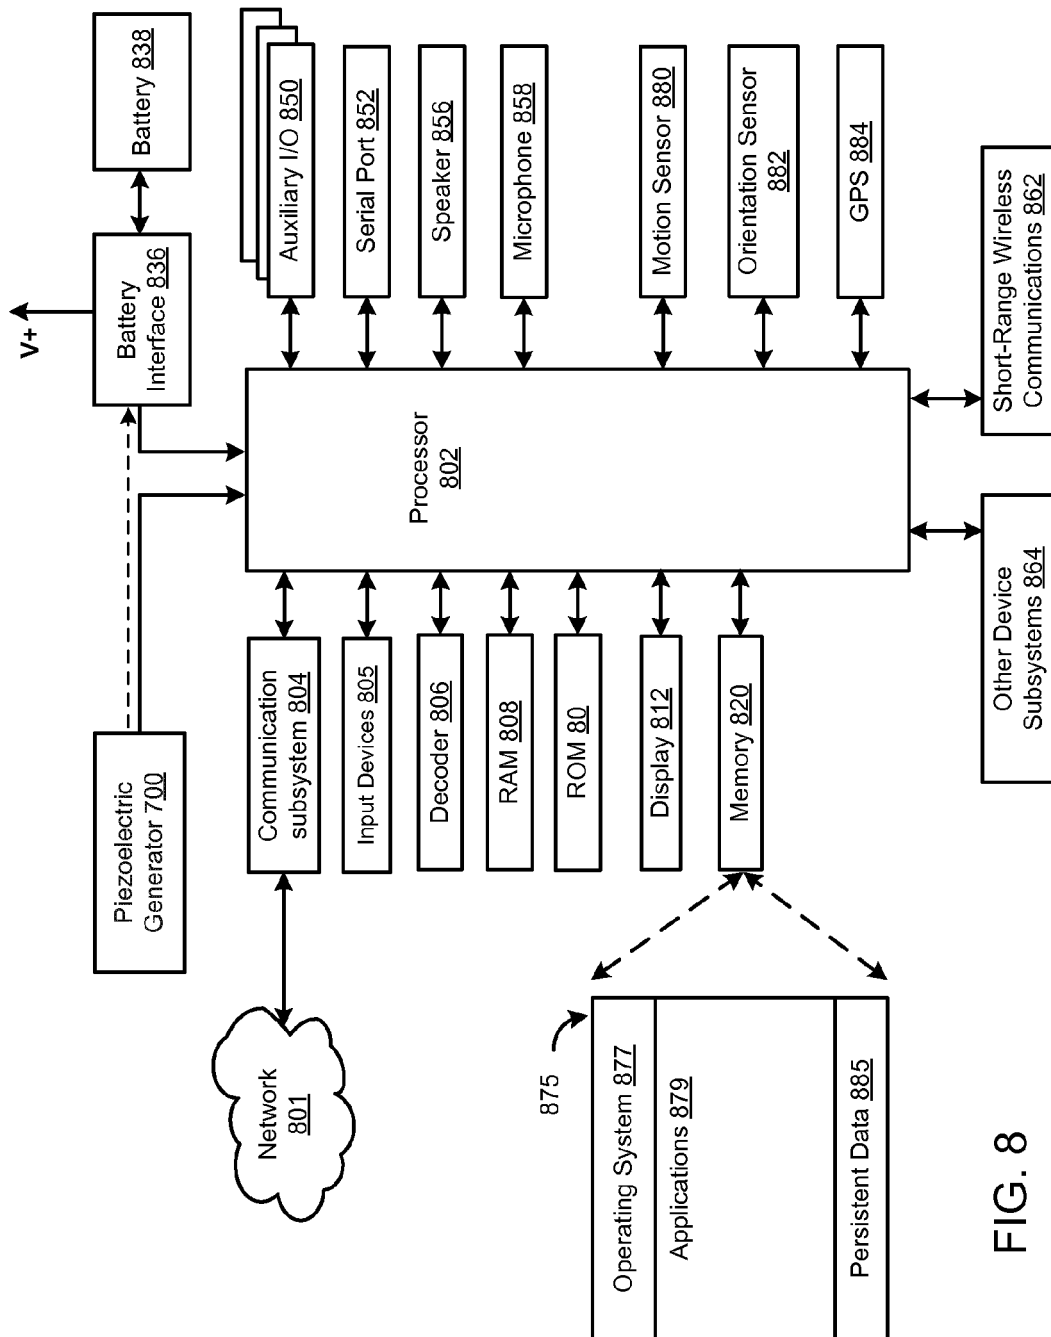 Piezoelectric
Generator 700
V+
Battery
Interface 836
Battery 838
Network
801
Communication
subsystem 804
Input Devices 805
Decoder 806
RAM 808
ROM 80
Display 812
Memory 820
Processor
802
Auxiliary I/O 850
Serial Port 852
Speaker 856
Microphone 858
Motion Sensor 880
Orientation Sensor
882
GPS 884
875
Operating System 877
Applications 879
Persistent Data 885
Other Device
Subsystems 864
Short-Range Wireless
Communications 862
FIG. 8